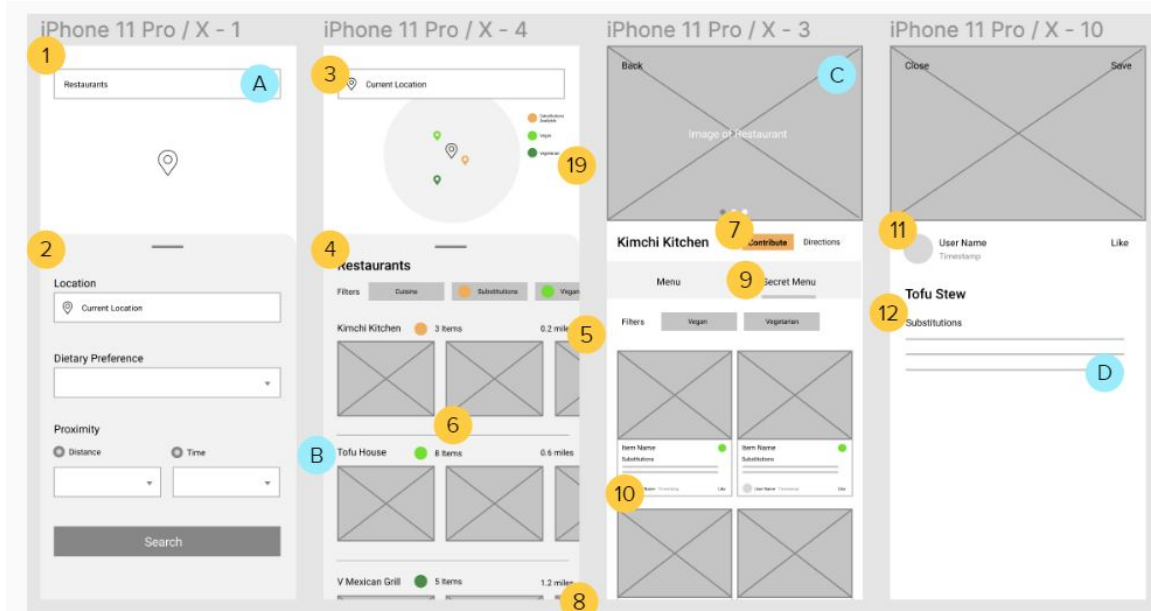 iPhone 11 Pro / X - 1
1
Restaurants
A
2
Location
Current Location
Dietary Preference
Proximity
Distance
Time
Search
iPhone 11 Pro / X - 4
3
Current Location
Substitutions
Available
Vegan
Vegetarian
19
4
Restaurants
Filters
Cuisine
Substitutions
Vegan
Kimchi Kitchen
3 Items
0.2 miles
5
6
B
Tofu House
8 Items
0.6 miles
V Mexican Grill
5 Items
1.2 miles
8
iPhone 11 Pro / X - 3
Back
C
Image of Restaurant
7
Kimchi Kitchen
Contribute
Directions
Menu
9
Secret Menu
Filters
Vegan
Vegetarian
Item Name
Substitutions
10
Timestamp
Like
Item Name
Substitutions
User Name
Timestamp
Like
iPhone 11 Pro / X - 10
Close
Save
11
User Name
Timestamp
Like
Tofu Stew
12
Substitutions
D